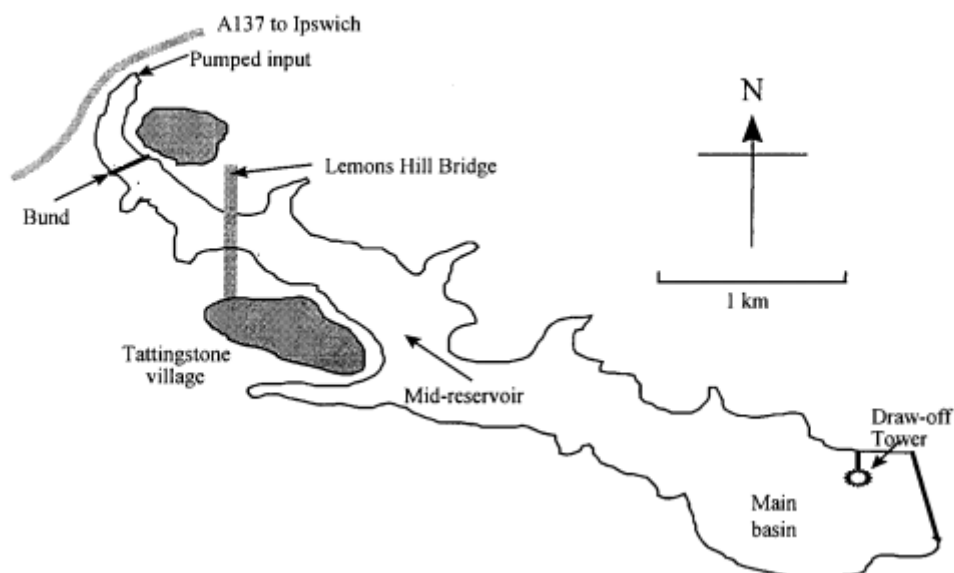 A137 to Ipswich
Pumped input
N
Lemons Hill Bridge
Bund
1 km
Tattingstone
village
Mid-reservoir
Draw-off
Tower
Main
basin